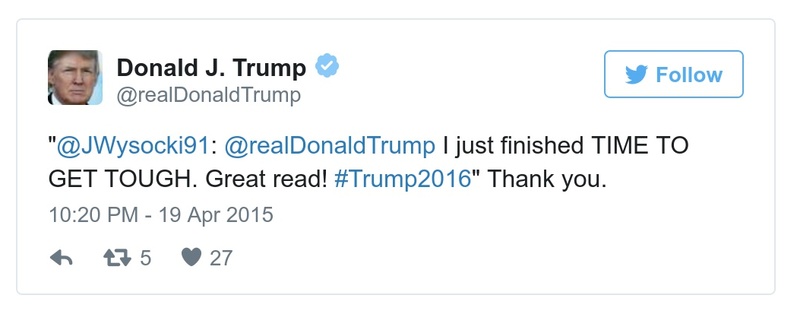 Donald J. Trump
@realDonaldTrump
Follow
"@JWysocki91: @realDonaldTrump I just finished TIME TO
GET TOUGH. Great read! #Trump2016" Thank you.
10:20 PM - 19 Apr 2015
5 27